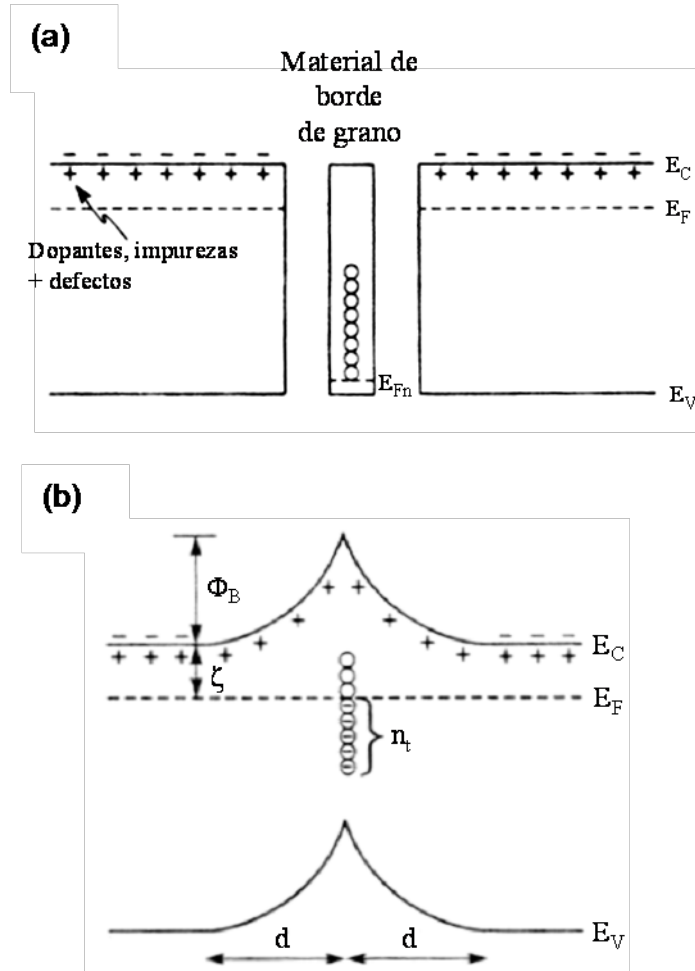 (a)
Material de
borde
de grano
E_C
E_F
Dopantes, impurezas
+ defectos
E_Fn
E_V
(b)
Φ_B
E_C
ζ
E_F
n_t
E_V
d d